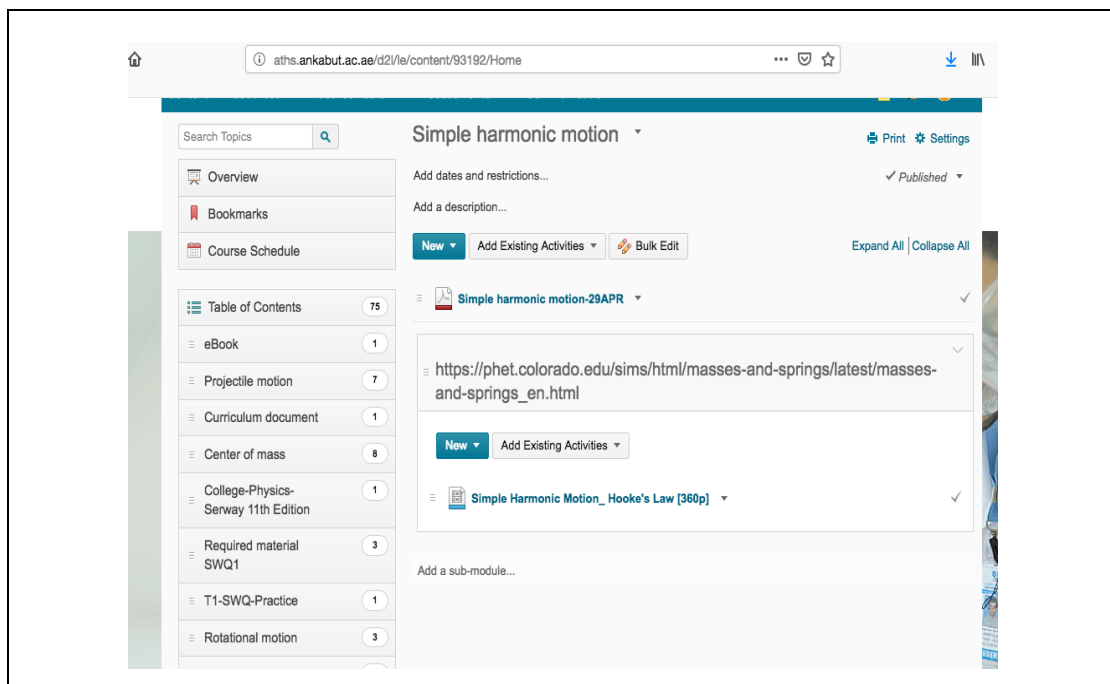 aths.ankabut.ac.ae/d2l/le/content/93192/Home
Search Topics
Overview
Bookmarks
Course Schedule
Table of Contents 75
eBook 1
Projectile motion 7
Curriculum document 1
Center of mass 8
College-Physics- 1
Serway 11th Edition
Required material 3
SWQ1
T1-SWQ-Practice 1
Rotational motion 3
Simple harmonic motion
Print Settings
Add dates and restrictions...
Published
Add a description...
New Add Existing Activities Bulk Edit
Expand All Collapse All
Simple harmonic motion-29APR
https://phet.colorado.edu/sims/html/masses-and-springs/latest/masses-
and-springs_en.html
New Add Existing Activities
Simple Harmonic Motion_ Hooke's Law [360p]
Add a sub-module...